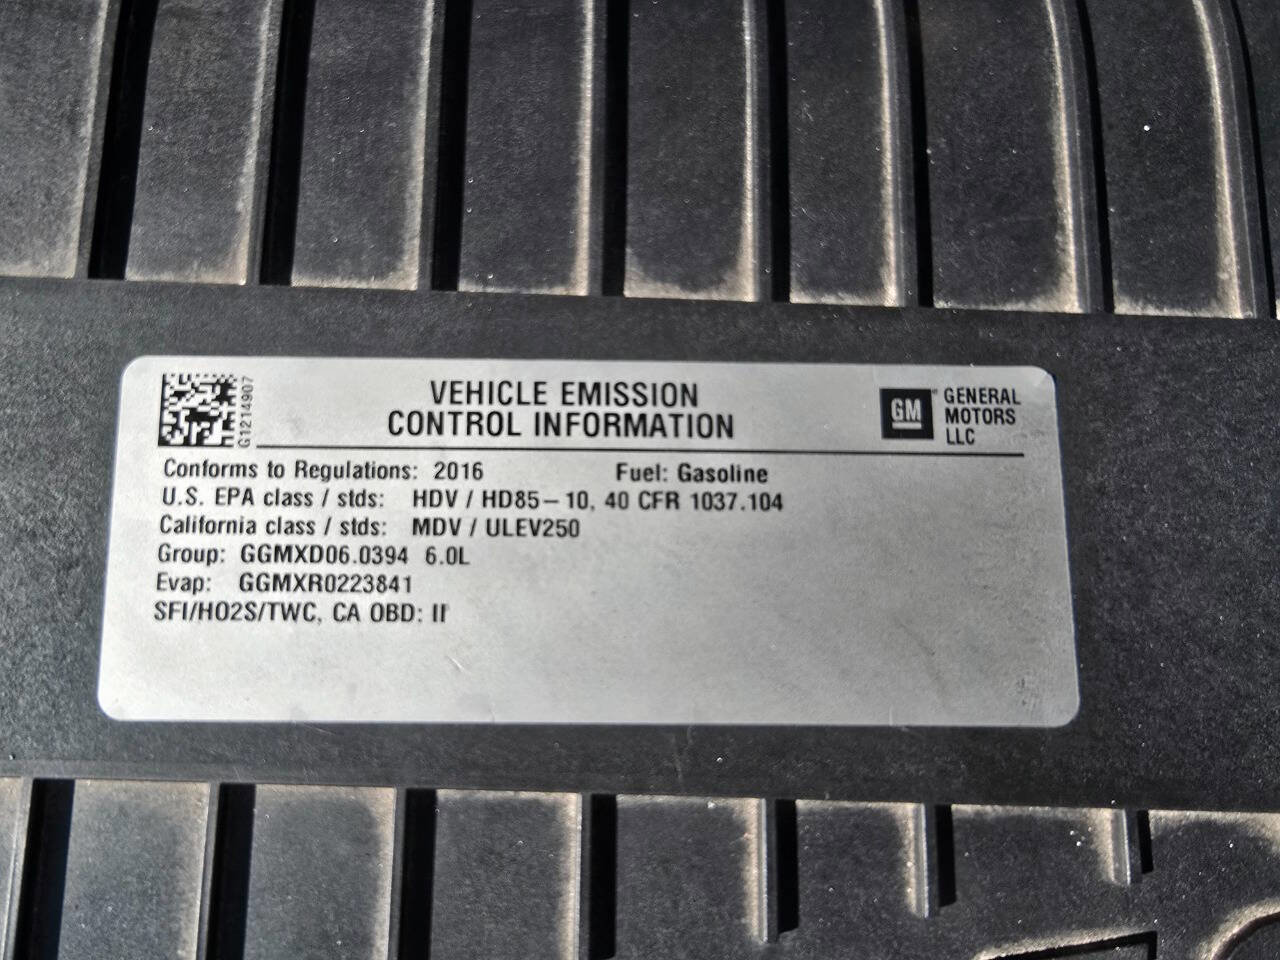 VEHICLE EMISSION
CONTROL INFORMATION
GM
GENERAL
MOTORS
LLC
G1214907
Conforms to Regulations: 2016 Fuel: Gasoline
U.S. EPA class / stds: HDV / HD85-10, 40 CFR 1037.104
California class / stds: MDV / ULEV250
Group: GGMXD06.0394 6.0L
Evap: GGMXR0223841
SFI/HO2S/TWC, CA OBD: II